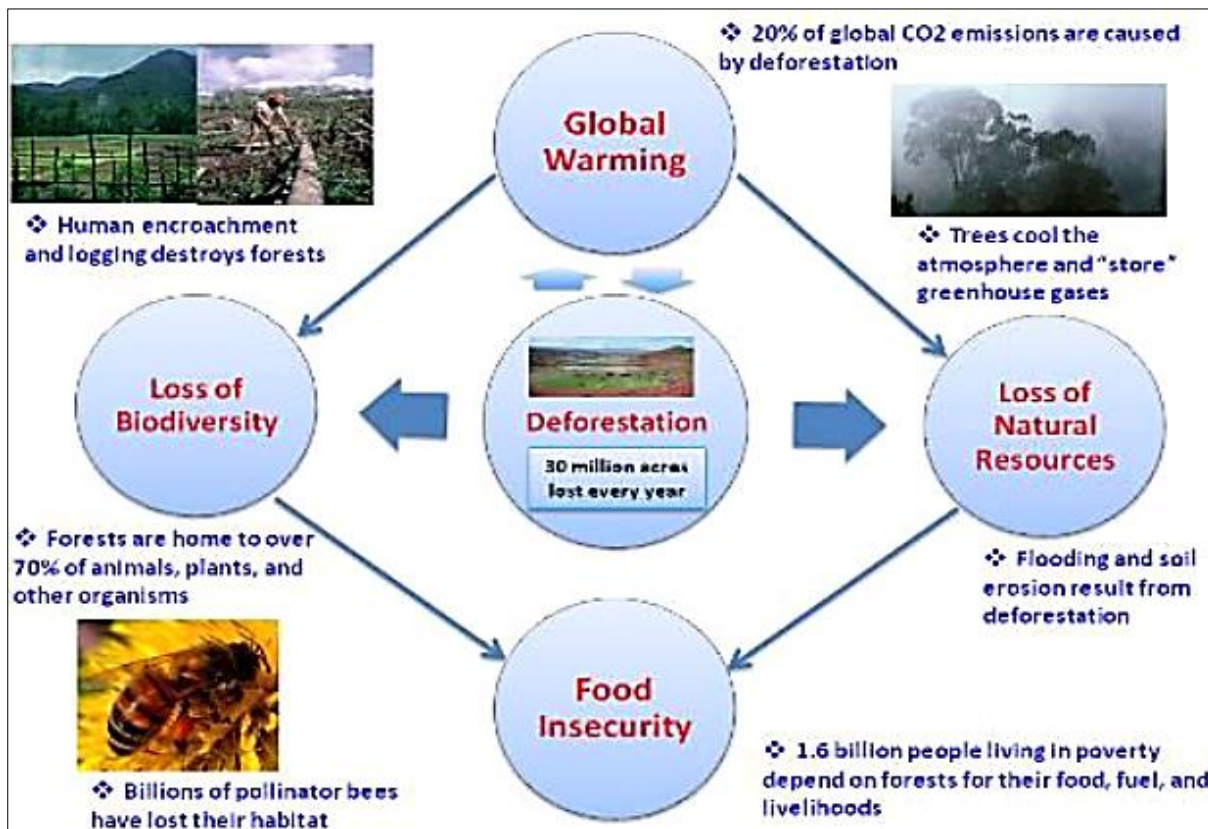 ❖ 20% of global CO2 emissions are caused
by deforestation
Global
Warming
❖ Human encroachment
and logging destroys forests
❖ Trees cool the
atmosphere and “store”
greenhouse gases
Loss of
Biodiversity
Deforestation
30 million acres
lost every year
Loss of
Natural
Resources
❖ Forests are home to over
70% of animals, plants, and
other organisms
❖ Flooding and soil
erosion result from
deforestation
Food
Insecurity
❖ Billions of pollinator bees
have lost their habitat
❖ 1.6 billion people living in poverty
depend on forests for their food, fuel, and
livelihoods